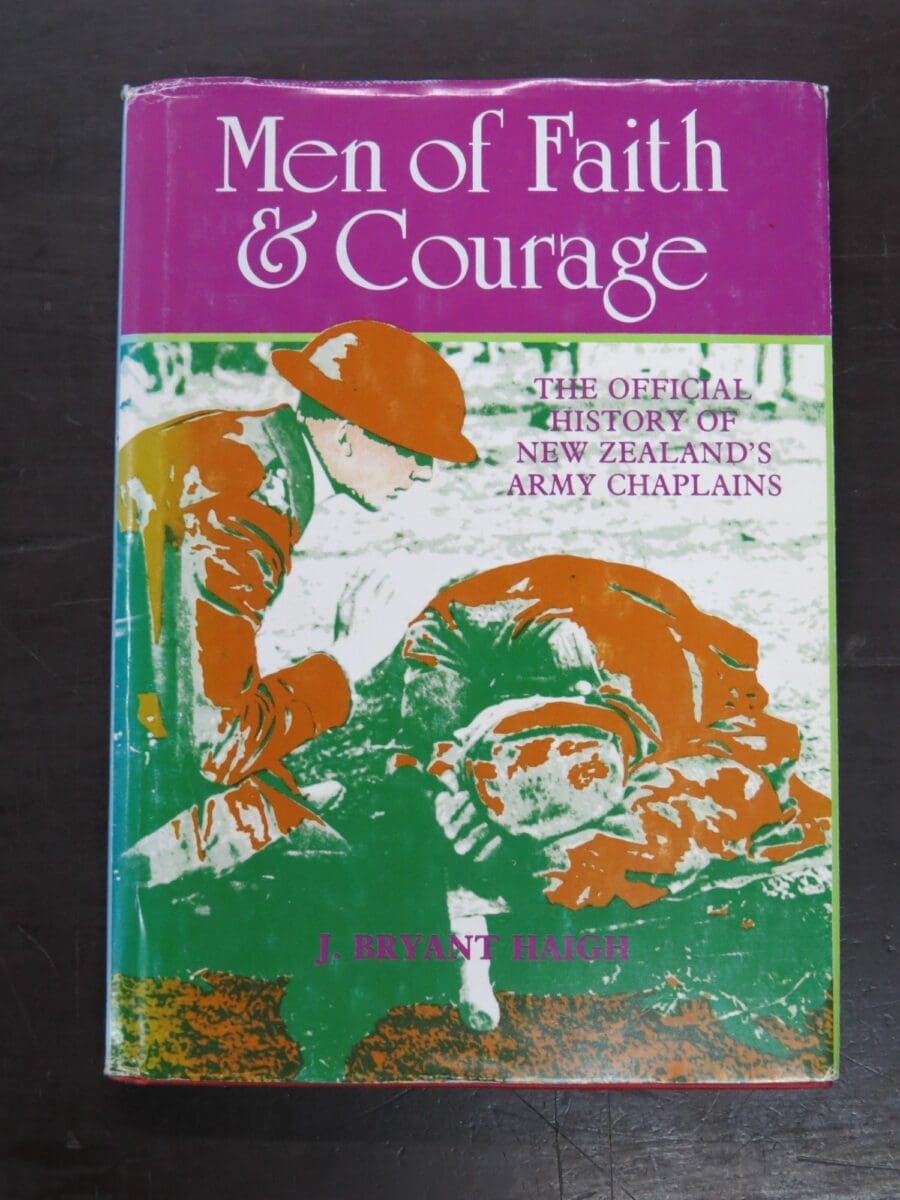 Men of Faith
& Courage
THE OFFICIAL
HISTORY OF
NEW ZEALAND'S
ARMY CHAPLAINS
J. BRYANT HAIGH